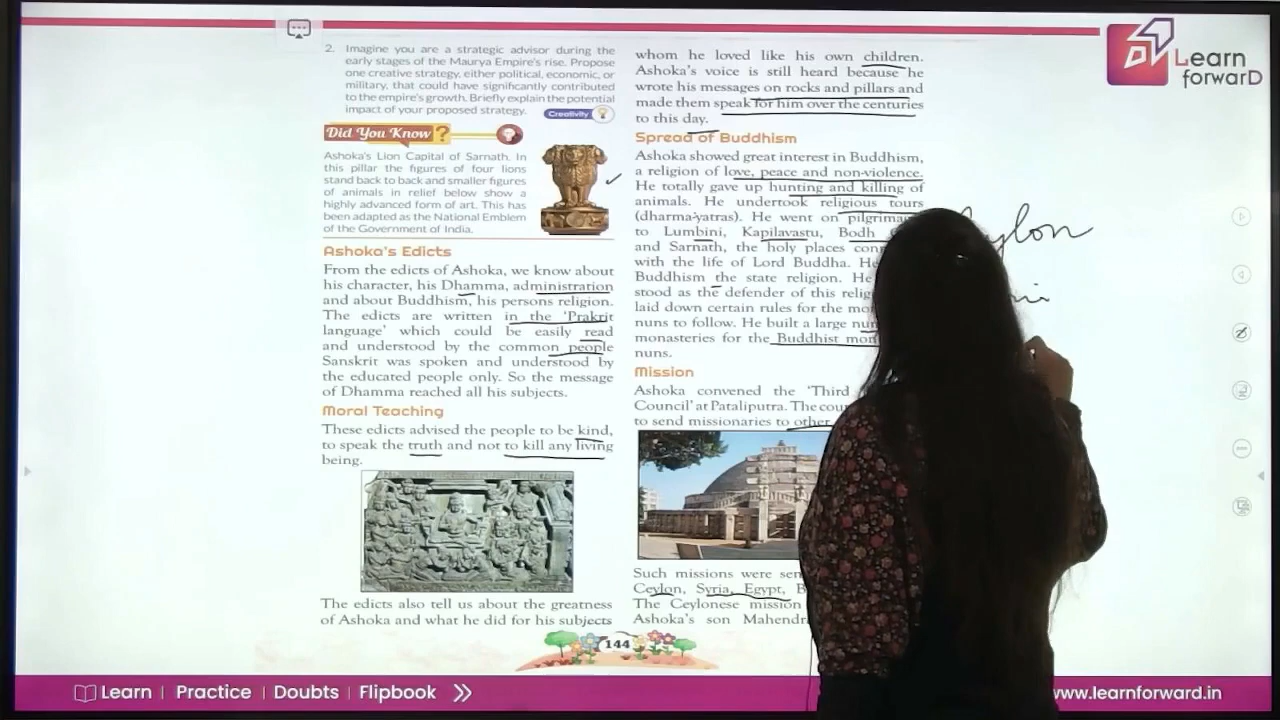 2. Imagine you are a strategic advisor during the
early stages of the Maurya Empire's rise. Propose
one creative strategy, either political, economic, or
military, that could have significantly contributed
to the empire's growth. Briefly explain the potential
impact of your proposed strategy.
Creativity
Did You Know ?
Ashoka's Lion Capital of Sarnath. In
this pillar the figures of four lions
stand back to back and smaller figures
of animals in relief below show a
highly advanced form of art. This has
been adapted as the National Emblem
of the Government of India.
Ashoka's Edicts
From the edicts of Ashoka, we know about
his character, his Dhamma, administration
and about Buddhism, his persons religion.
The edicts are written in the 'Prakrit
language' which could be easily read
and understood by the common people
Sanskrit was spoken and understood by
the educated people only. So the message
of Dhamma reached all his subjects.
Moral Teaching
These edicts advised the people to be kind,
to speak the truth and not to kill any living
being.
The edicts also tell us about the greatness
of Ashoka and what he did for his subjects
whom he loved like his own children.
Ashoka's voice is still heard because he
wrote his messages on rocks and pillars and
made them speak for him over the centuries
to this day.
Spread of Buddhism
Ashoka showed great interest in Buddhism,
a religion of love, peace and non-violence.
He totally gave up hunting and killing of
animals. He undertook religious tours
(dharma-yatras). He went on
to Lumbini, Kapilavastu, Bodh
and Sarnath, the holy places
with the life of Lord Buddha. He
Buddhism the state religion. He
stood as the defender of this
laid down certain rules for the
nuns to follow. He built a large
monasteries for the Buddhist
nuns.
Mission
Ashoka convened the 'Third
Council' at Pataliputra. The
to send missionaries to other
Such missions were
Ceylon, Syria, Egypt,
The Ceylonese mission
Ashoka's son
144
Learn forwarD
Learn | Practice | Doubts | Flipbook
www.learnforward.in